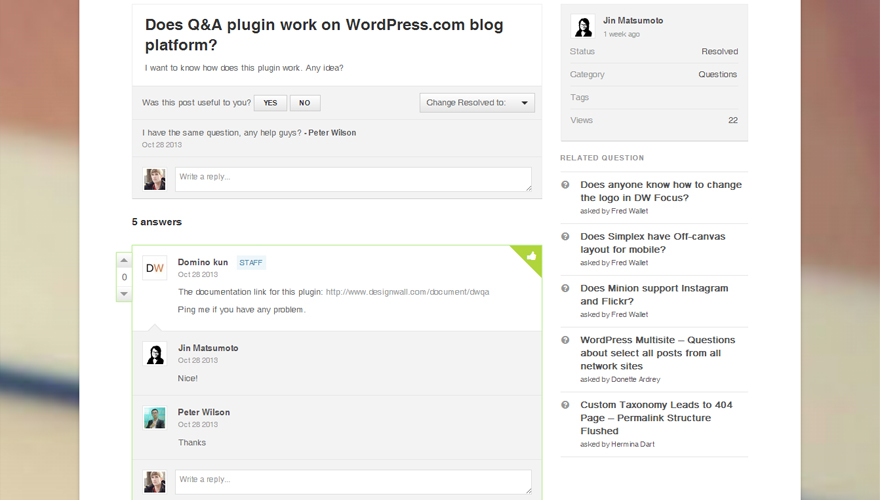 Does Q&A plugin work on WordPress.com blog
platform?
I want to know how does this plugin work. Any idea?
Was this post useful to you? YES NO Change Resolved to:
I have the same question, any help guys? - Peter Wilson
Oct 28 2013
Write a reply...
5 answers
0
DW
Domino kun STAFF
Oct 28 2013
The documentation link for this plugin: http://www.designwall.com/document/dwqa
Ping me if you have any problem.
Jin Matsumoto
Oct 28 2013
Nice!
Peter Wilson
Oct 28 2013
Thanks
Write a reply...
Jin Matsumoto
1 week ago
Status Resolved
Category Questions
Tags
Views 22
RELATED QUESTION
Does anyone know how to change
the logo in DW Focus?
asked by Fred Wallet
Does Simplex have Off-canvas
layout for mobile?
asked by Fred Wallet
Does Minion support Instagram
and Flickr?
asked by Fred Wallet
WordPress Multisite – Questions
about select all posts from all
network sites
asked by Donette Ardrey
Custom Taxonomy Leads to 404
Page – Permalink Structure
Flushed
asked by Hermina Dart